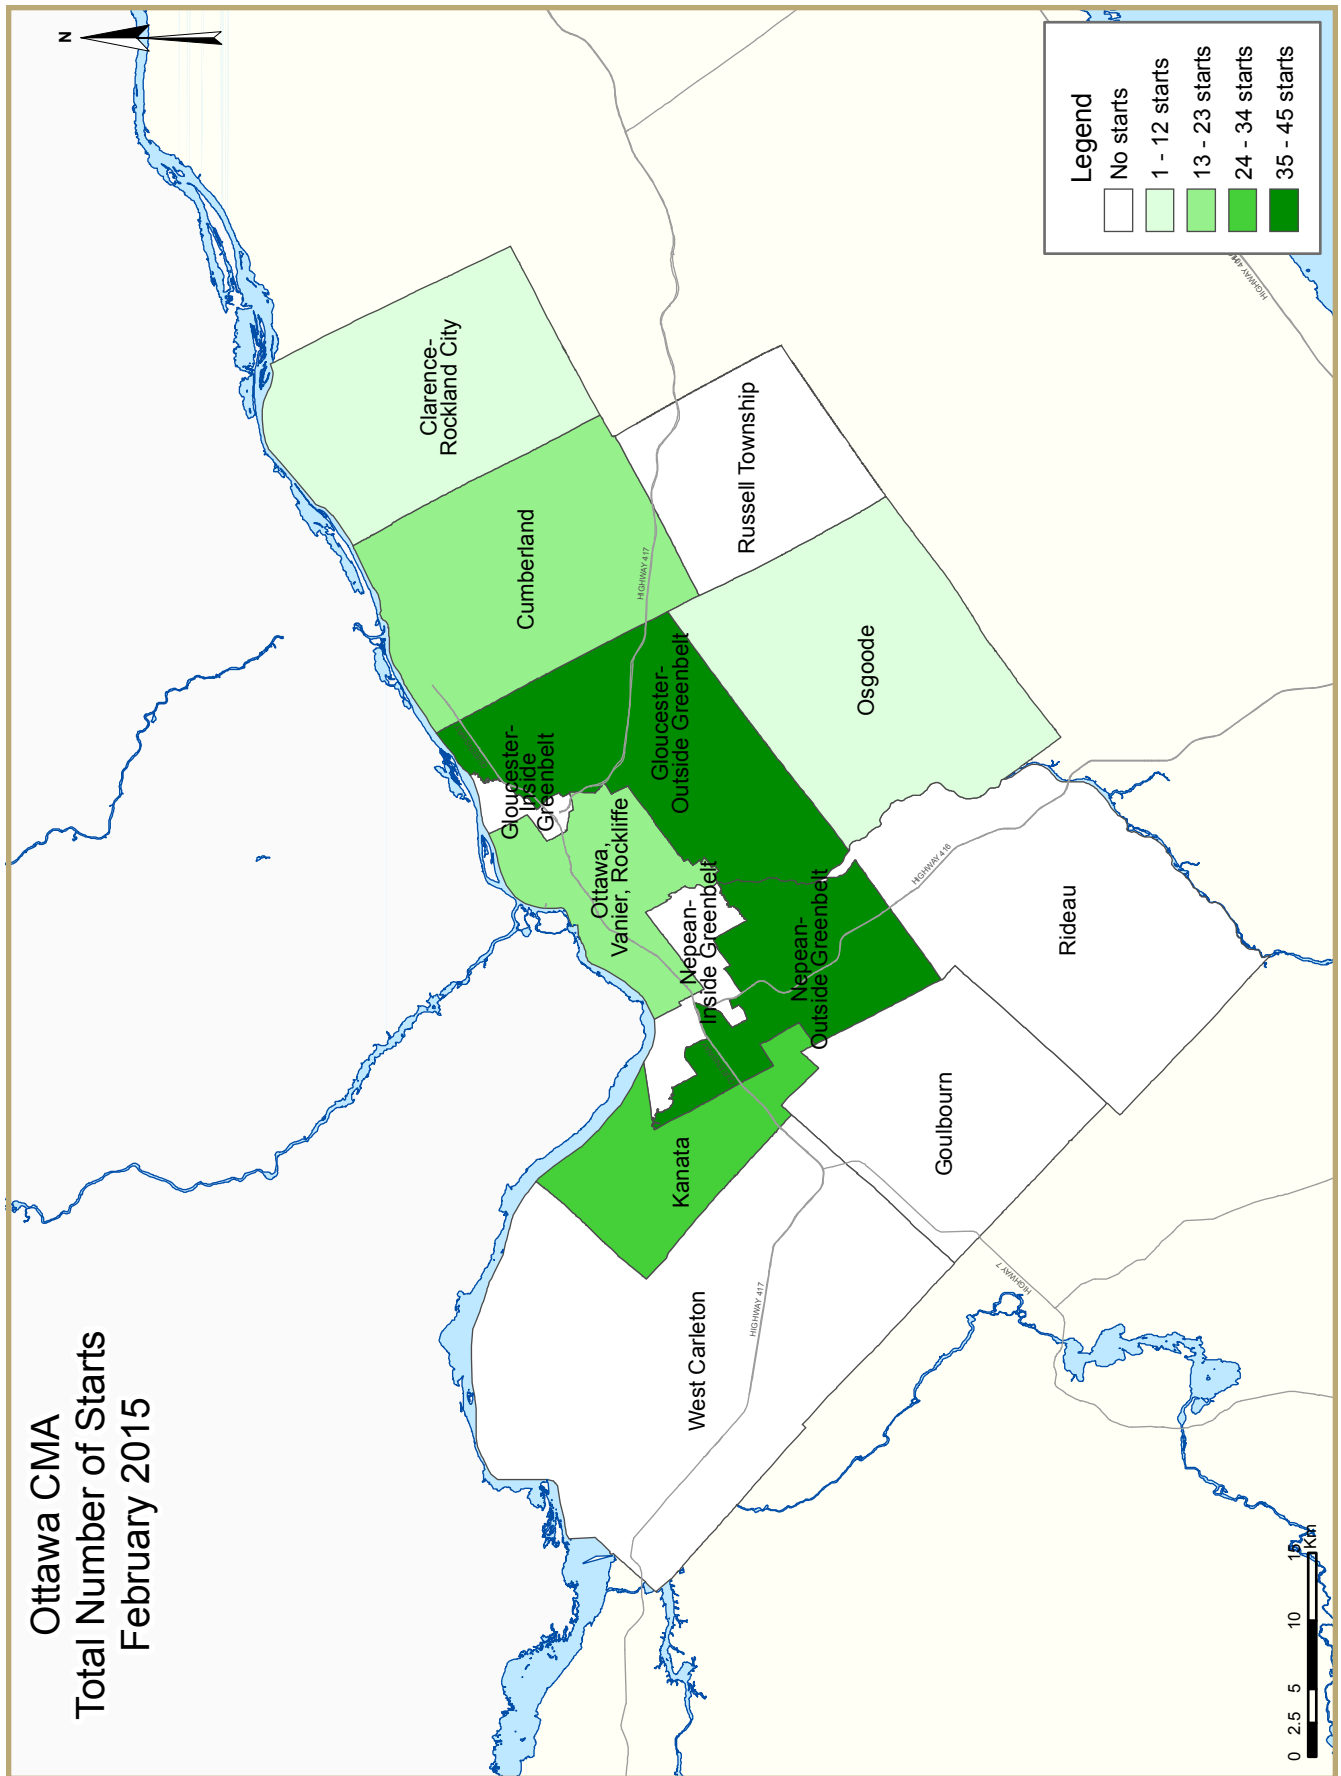 Ottawa CMA
Total Number of Starts
February 2015
N
Legend
No starts
1 - 12 starts
13 - 23 starts
24 - 34 starts
35 - 45 starts
Clarence-
Rockland City
Cumberland
Russell Township
Osgoode
Gloucester-
Inside
Greenbelt
Gloucester-
Outside Greenbelt
Ottawa,
Vanier, Rockliffe
Nepean-
Inside Greenbelt
Nepean-
Outside Greenbelt
Kanata
West Carleton
Goulbourn
Rideau
HIGHWAY 417
HIGHWAY 416
HIGHWAY 417
HIGHWAY 7
HIGHWAY 401
0 2.5 5 10 15
Km